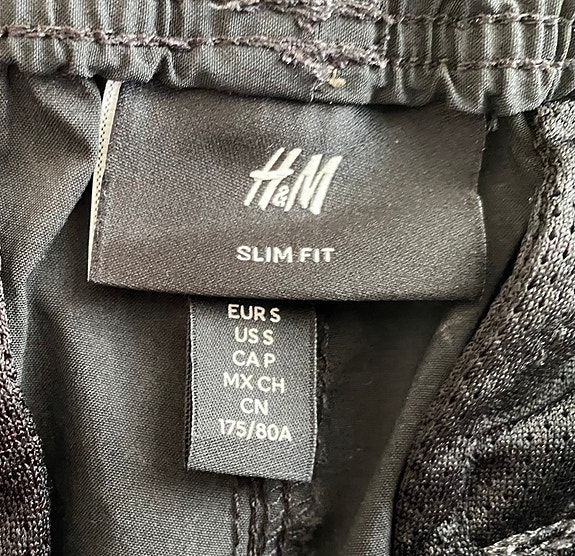 H&M
SLIM FIT
EUR S
US S
CA P
MX CH
CN
175/80A